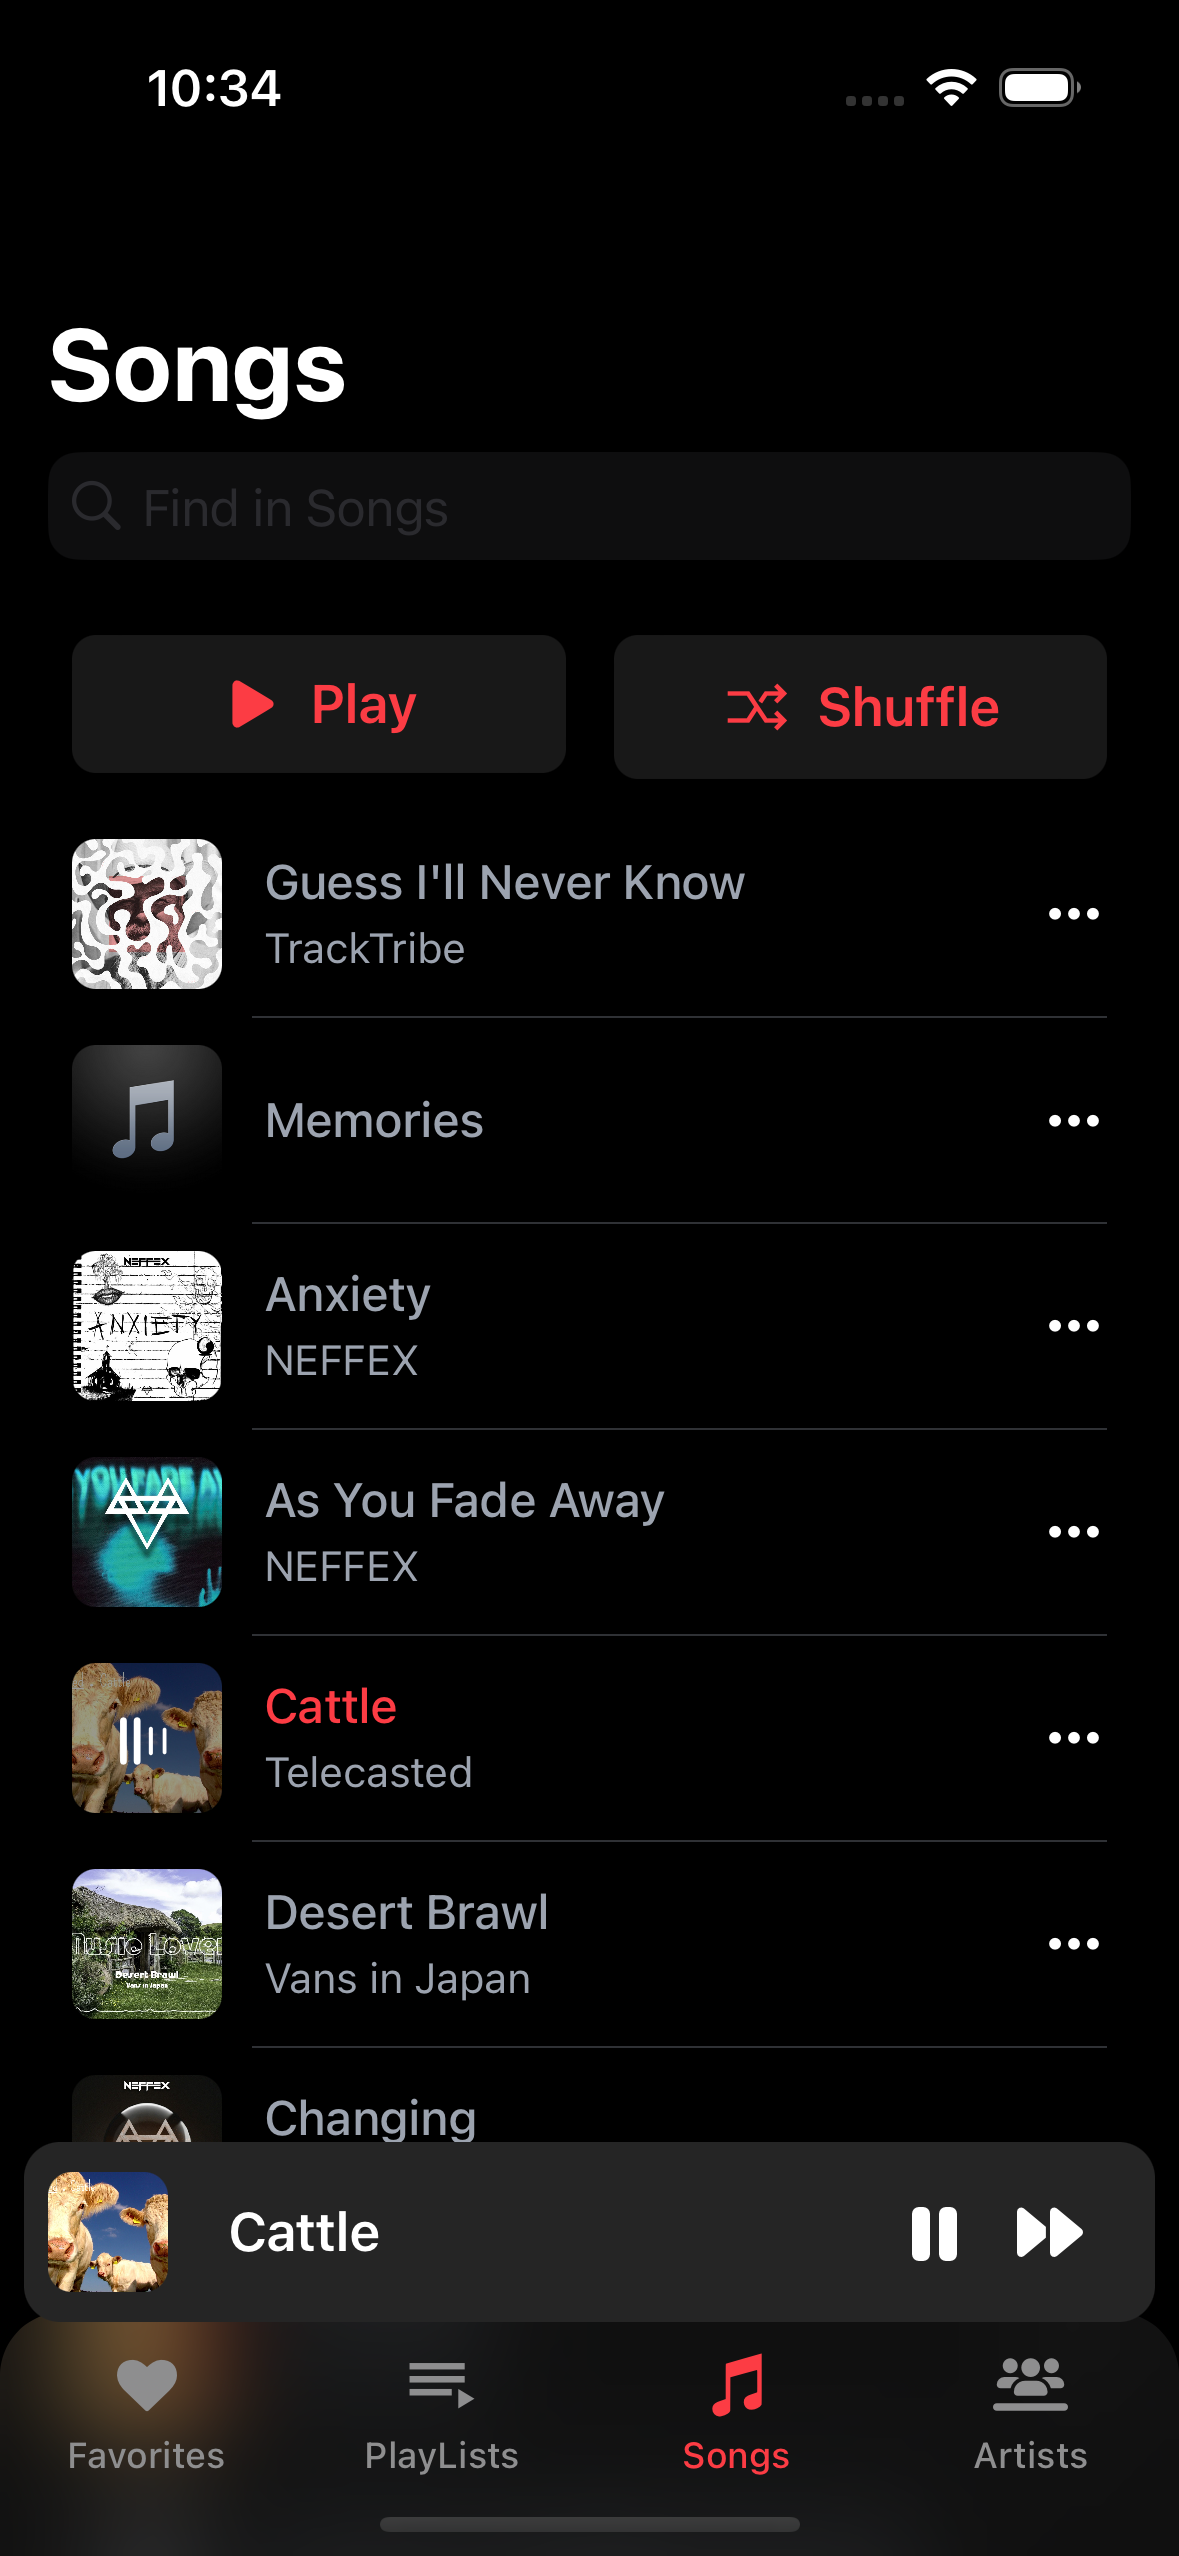 10:34
Songs
Find in Songs
Play
Shuffle
Guess I'll Never Know
TrackTribe
Memories
NEFFEX
ANXIETY
Anxiety
NEFFEX
As You Fade Away
NEFFEX
Cattle
Telecasted
Desert Brawl
Vans in Japan
Desert Brawl
Vans in Japan
NEFFEX
Changing
Cattle
Favorites
PlayLists
Songs
Artists